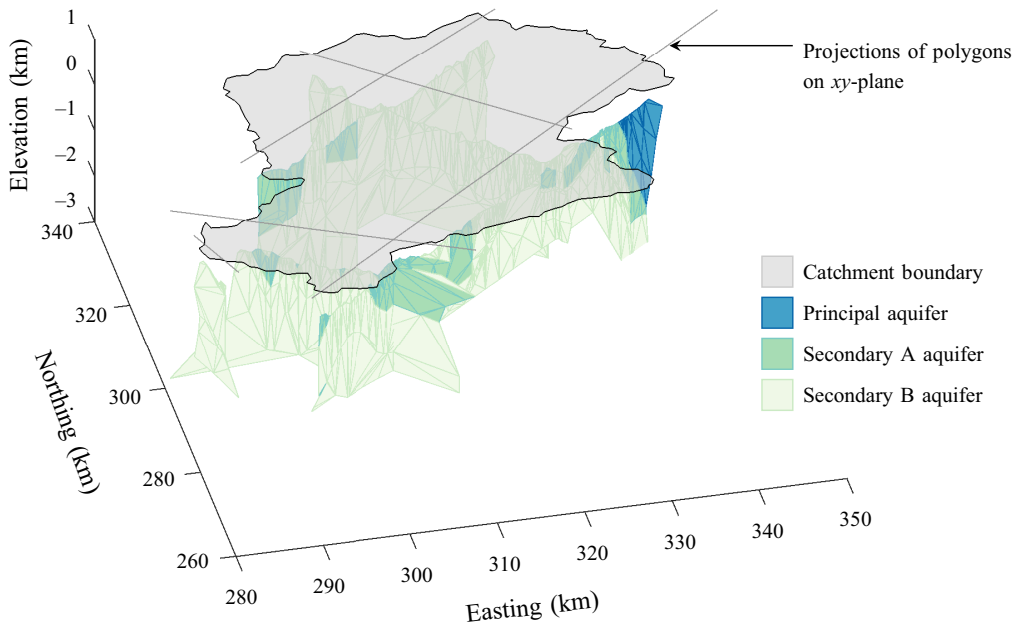 1
0
–1
–2
–3
Elevation (km)
340
320
300
280
260
Northing (km)
280
290
300
310
320
330
340
350
Easting (km)
Projections of polygons
on xy-plane
Catchment boundary
Principal aquifer
Secondary A aquifer
Secondary B aquifer